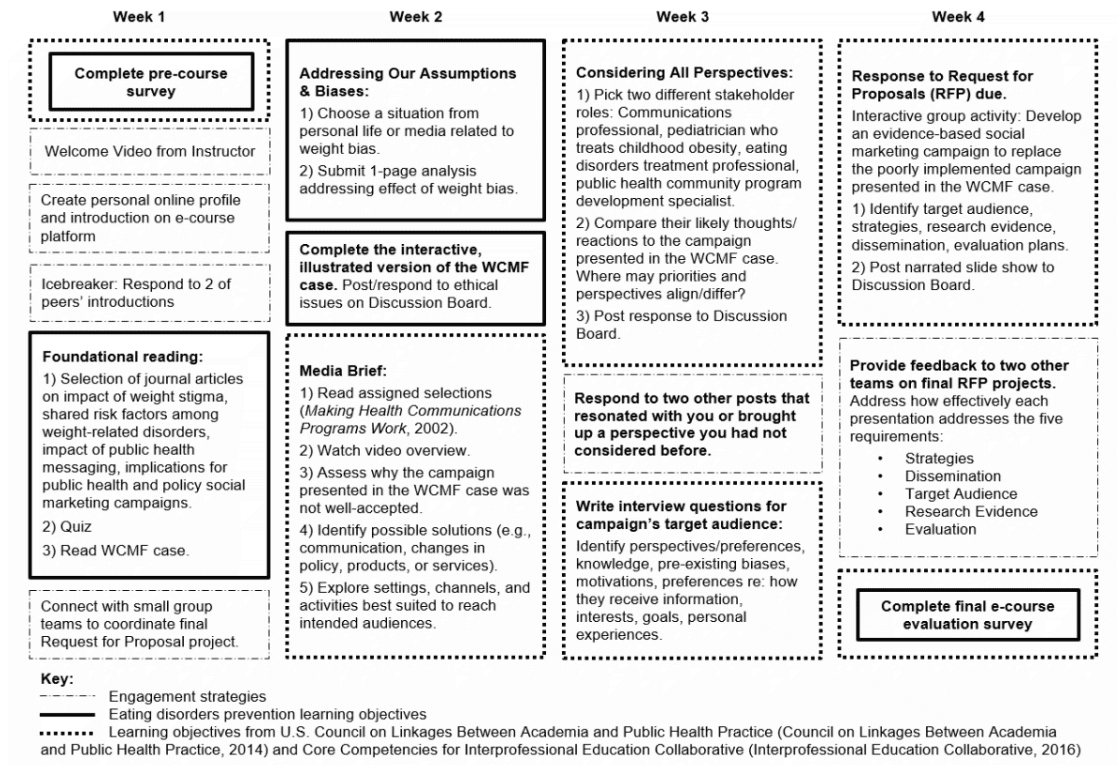 Week 1
Complete pre-course
survey
Welcome Video from Instructor
Create personal online profile
and introduction on e-course
platform
Icebreaker: Respond to 2 of
peers' introductions
Foundational reading:
1) Selection of journal articles
on impact of weight stigma,
shared risk factors among
weight-related disorders,
impact of public health
messaging, implications for
public health and policy social
marketing campaigns.
2) Quiz
3) Read WCMF case.
Connect with small group
teams to coordinate final
Request for Proposal project.
Week 2
Addressing Our Assumptions
& Biases:
1) Choose a situation from
personal life or media related to
weight bias.
2) Submit 1-page analysis
addressing effect of weight bias.
Complete the interactive,
illustrated version of the WCMF
case. Post/respond to ethical
issues on Discussion Board.
Media Brief:
1) Read assigned selections
(Making Health Communications
Programs Work, 2002).
2) Watch video overview.
3) Assess why the campaign
presented in the WCMF case was
not well-accepted.
4) Identify possible solutions (e.g.,
communication, changes in
policy, products, or services).
5) Explore settings, channels, and
activities best suited to reach
intended audiences.
Week 3
Considering All Perspectives:
1) Pick two different stakeholder
roles: Communications
professional, pediatrician who
treats childhood obesity, eating
disorders treatment professional,
public health community program
development specialist.
2) Compare their likely thoughts/
reactions to the campaign
presented in the WCMF case.
Where may priorities and
perspectives align/differ?
3) Post response to Discussion
Board.
Respond to two other posts that
resonated with you or brought
up a perspective you had not
considered before.
Write interview questions for
campaign's target audience:
Identify perspectives/preferences,
knowledge, pre-existing biases,
motivations, preferences re: how
they receive information,
interests, goals, personal
experiences.
Week 4
Response to Request for
Proposals (RFP) due.
Interactive group activity: Develop
an evidence-based social
marketing campaign to replace
the poorly implemented campaign
presented in the WCMF case.
1) Identify target audience,
strategies, research evidence,
dissemination, evaluation plans.
2) Post narrated slide show to
Discussion Board.
Provide feedback to two other
teams on final RFP projects.
Address how effectively each
presentation addresses the five
requirements:
• Strategies
• Dissemination
• Target Audience
• Research Evidence
• Evaluation
Complete final e-course
evaluation survey
Key:
Engagement strategies
Eating disorders prevention learning objectives
Learning objectives from U.S. Council on Linkages Between Academia and Public Health Practice (Council on Linkages Between Academia
and Public Health Practice, 2014) and Core Competencies for Interprofessional Education Collaborative (Interprofessional Education Collaborative, 2016)